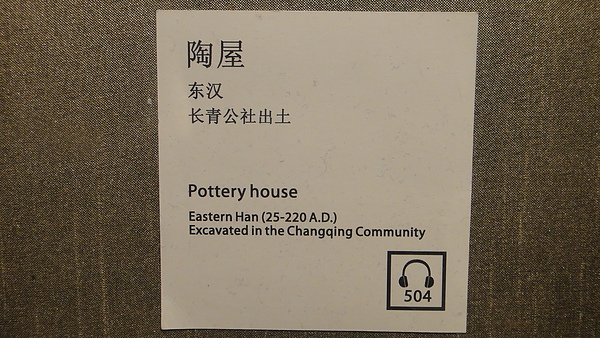 陶屋
东汉
长青公社出土
Pottery house
Eastern Han (25-220 A.D.)
Excavated in the Changqing Community
504